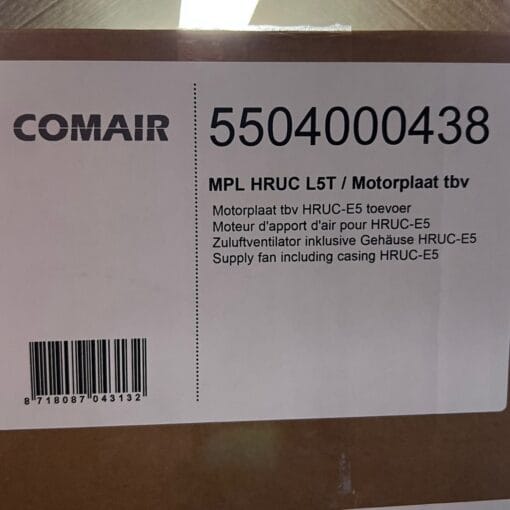 COMAIR
5504000438
MPL HRUC L5T / Motorplaat tbv
Motorplaat tbv HRUC-E5 toevoer
Moteur d'apport d'air pour HRUC-E5
Zuluftventilator inklusive Gehäuse HRUC-E5
Supply fan including casing HRUC-E5
8 718087 043132